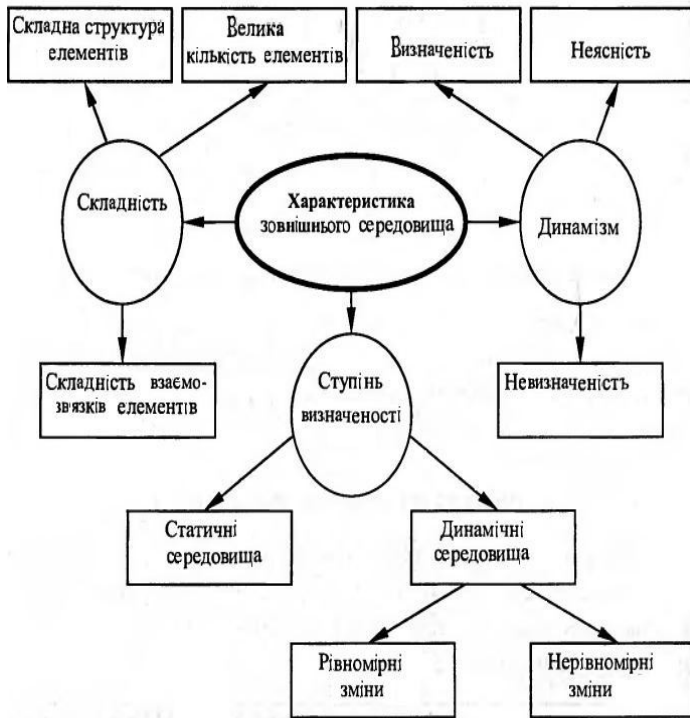 Складна структура
елементів
Велика
кількість елементів
Визначеність
Неясність
Складність
Характеристика
зовнішнього середовища
Динамізм
Складність взаємо-
зв'язків елементів
Ступінь
визначеності
Невизначеність
Статичні
середовища
Динамічні
середовища
Рівномірні
зміни
Нерівномірні
зміни